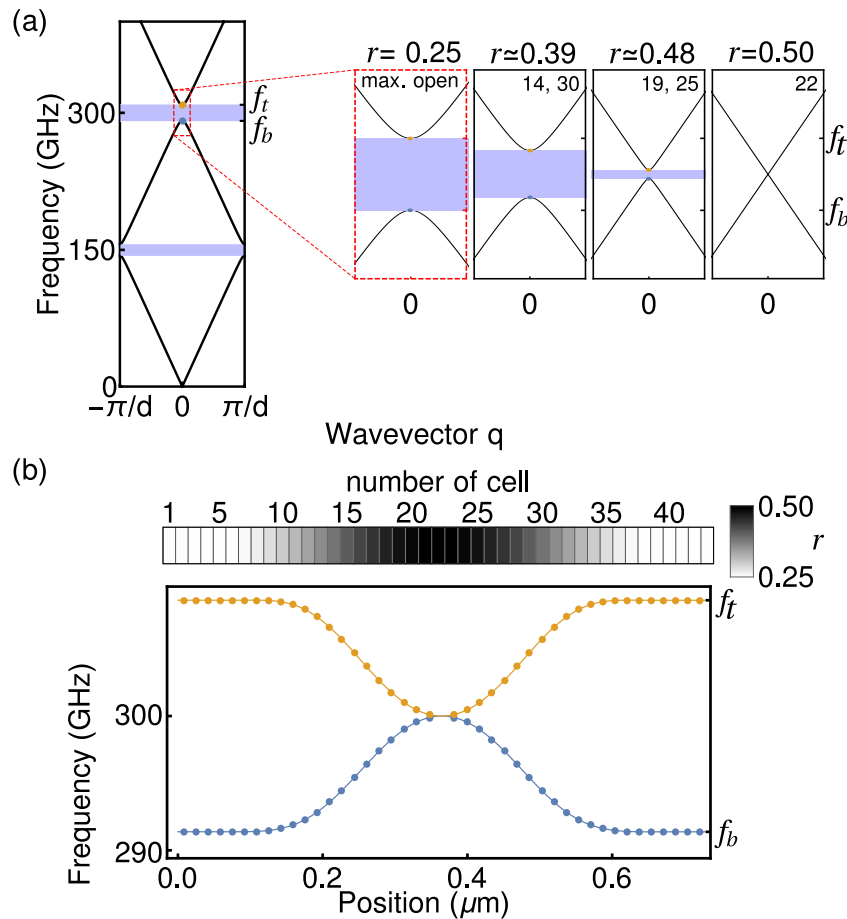 (a)
r= 0.25 r≃0.39 r≃0.48 r=0.50
max. open 14, 30 19, 25 22
Frequency (GHz)
300
150
0
f_t
f_b
f_t
f_b
−π/d 0 π/d
0 0 0 0
Wavevector q
(b)
number of cell
1 5 10 15 20 25 30 35 40
0.50
r
0.25
Frequency (GHz)
300
290
f_t
f_b
0.0 0.2 0.4 0.6
Position (μm)